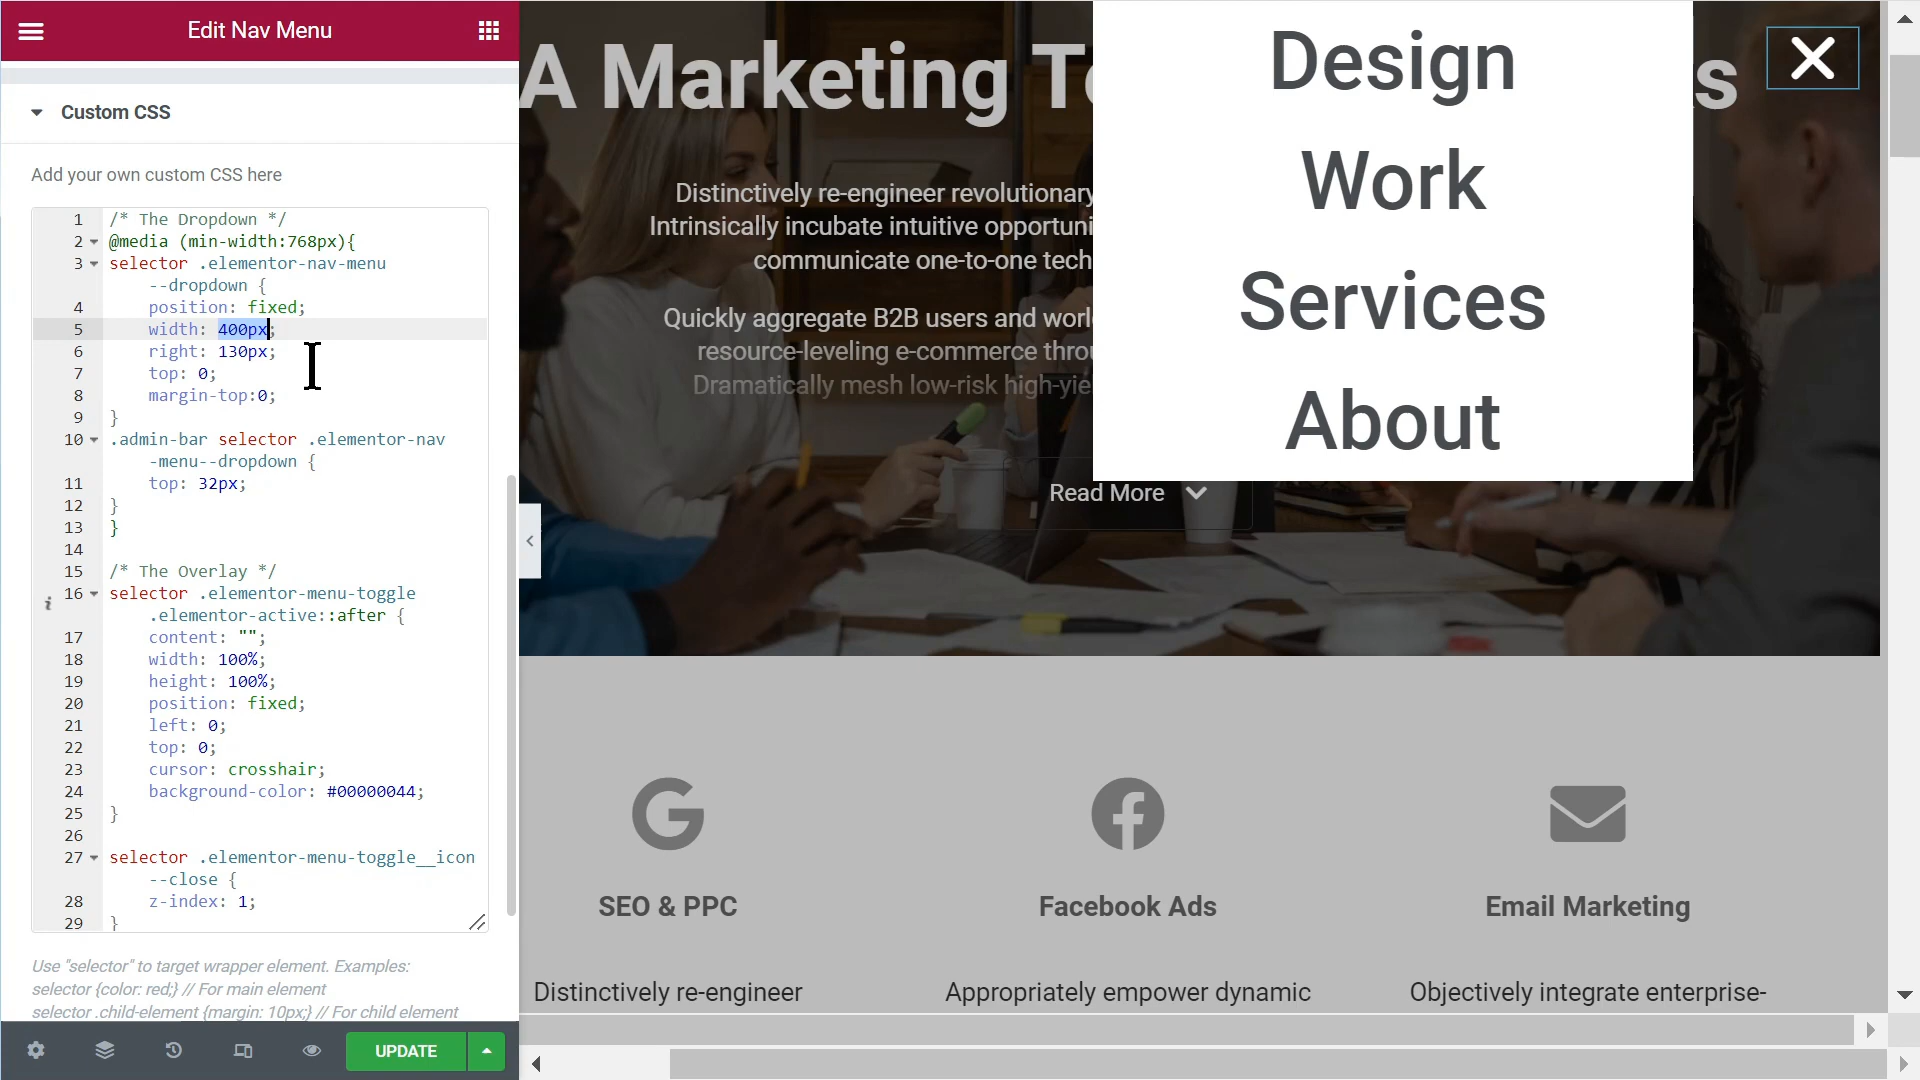 Edit Nav Menu
Custom CSS
Add your own custom CSS here
1 /* The Dropdown */
2 @media (min-width:768px){
3 selector .elementor-nav-menu
--dropdown {
4 position: fixed;
5 width: 400px;
6 right: 130px;
7 top: 0;
8 margin-top:0;
9 }
10 .admin-bar selector .elementor-nav
-menu--dropdown {
11 top: 32px;
12 }
13 }
14
15 /* The Overlay */
16 selector .elementor-menu-toggle
.elementor-active::after {
17 content: "";
18 width: 100%;
19 height: 100%;
20 position: fixed;
21 left: 0;
22 top: 0;
23 cursor: crosshair;
24 background-color: #00000044;
25 }
26
27 selector .elementor-menu-toggle__icon
--close {
28 z-index: 1;
29 }
Use "selector" to target wrapper element. Examples:
selector {color: red;} // For main element
selector .child-element {margin: 10px;} // For child element
UPDATE
A Marketing
Distinctively re-engineer revolutionary
Intrinsically incubate intuitive
communicate one-to-one
Quickly aggregate B2B users and
resource-leveling e-commerce
Dramatically mesh low-risk
Read More
Design
Work
Services
About
SEO & PPC
Distinctively re-engineer
Facebook Ads
Appropriately empower dynamic
Email Marketing
Objectively integrate enterprise-